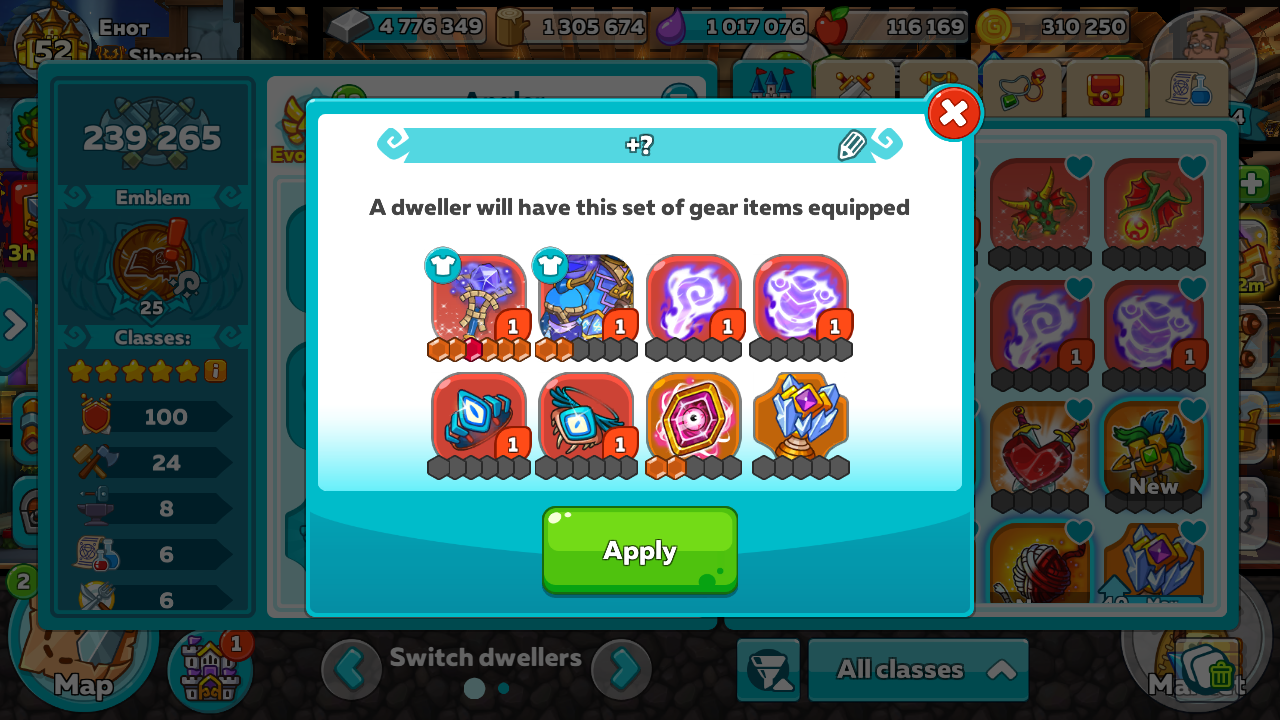 52
Енот
Siberia
4 776 349
1 305 674
1 017 076
116 169
310 250
239 265
Emblem
25
Classes:
100
24
8
6
6
+?
A dweller will have this set of gear items equipped
1
1
1
1
1
1
Apply
1
1
New
3h
2m
4
2
Map
1
Switch dwellers
All classes